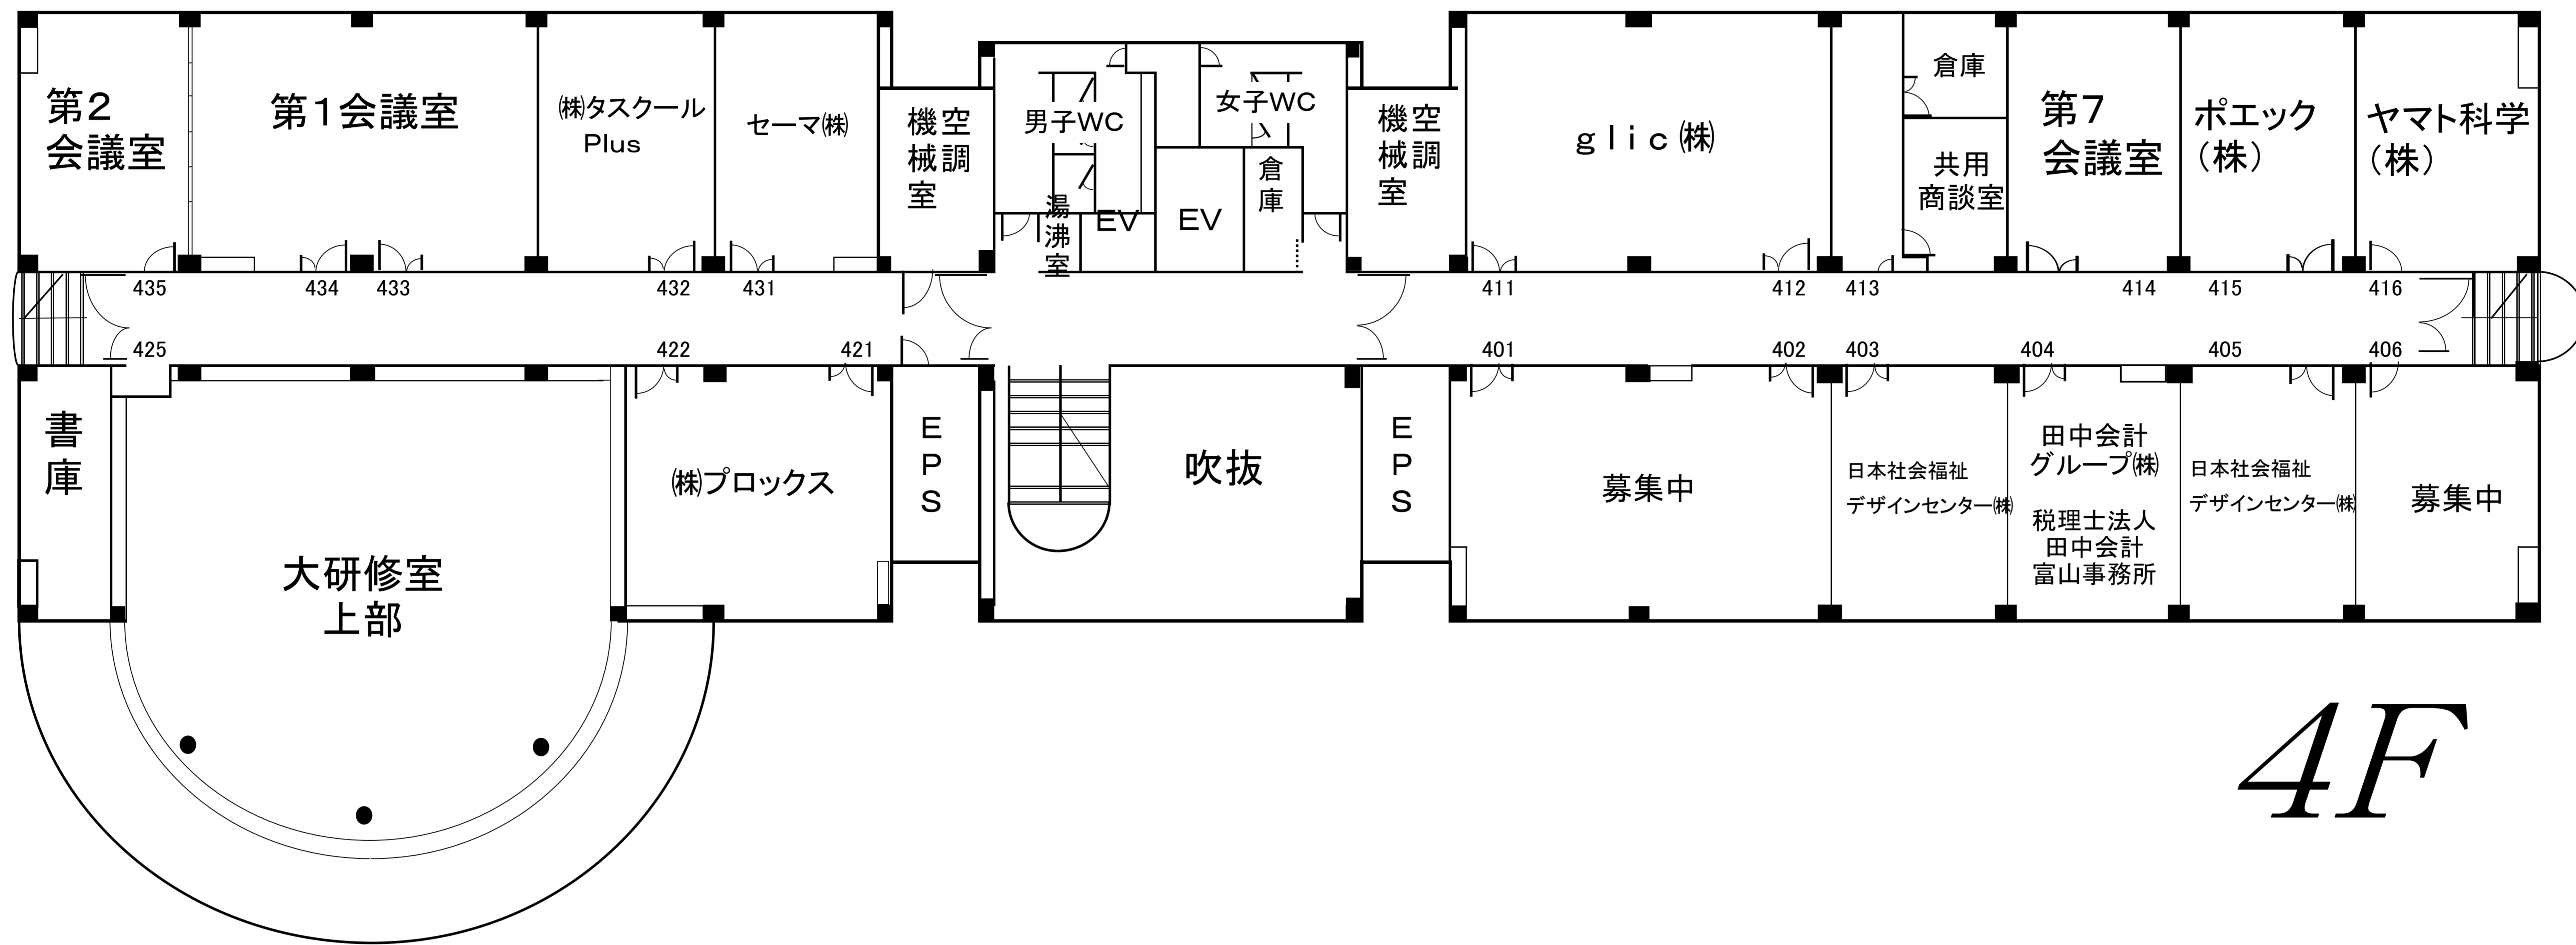 第２
会議室
第１会議室
㈱タスクール
Plus
セーマ㈱
機械室
空調
男子WC
女子WC
湯沸室
EV
EV
倉庫
機械室
空調
ｇｌｉｃ㈱
倉庫
共用
商談室
第７
会議室
ポエック
（株）
ヤマト科学
（株）
435
434
433
432
431
411
412
413
414
415
416
425
422
421
401
402
403
404
405
406
書庫
大研修室
上部
㈱プロックス
EPS
吹抜
EPS
募集中
日本社会福祉
デザインセンター㈱
田中会計
グループ㈱
税理士法人
田中会計
富山事務所
日本社会福祉
デザインセンター㈱
募集中
4F